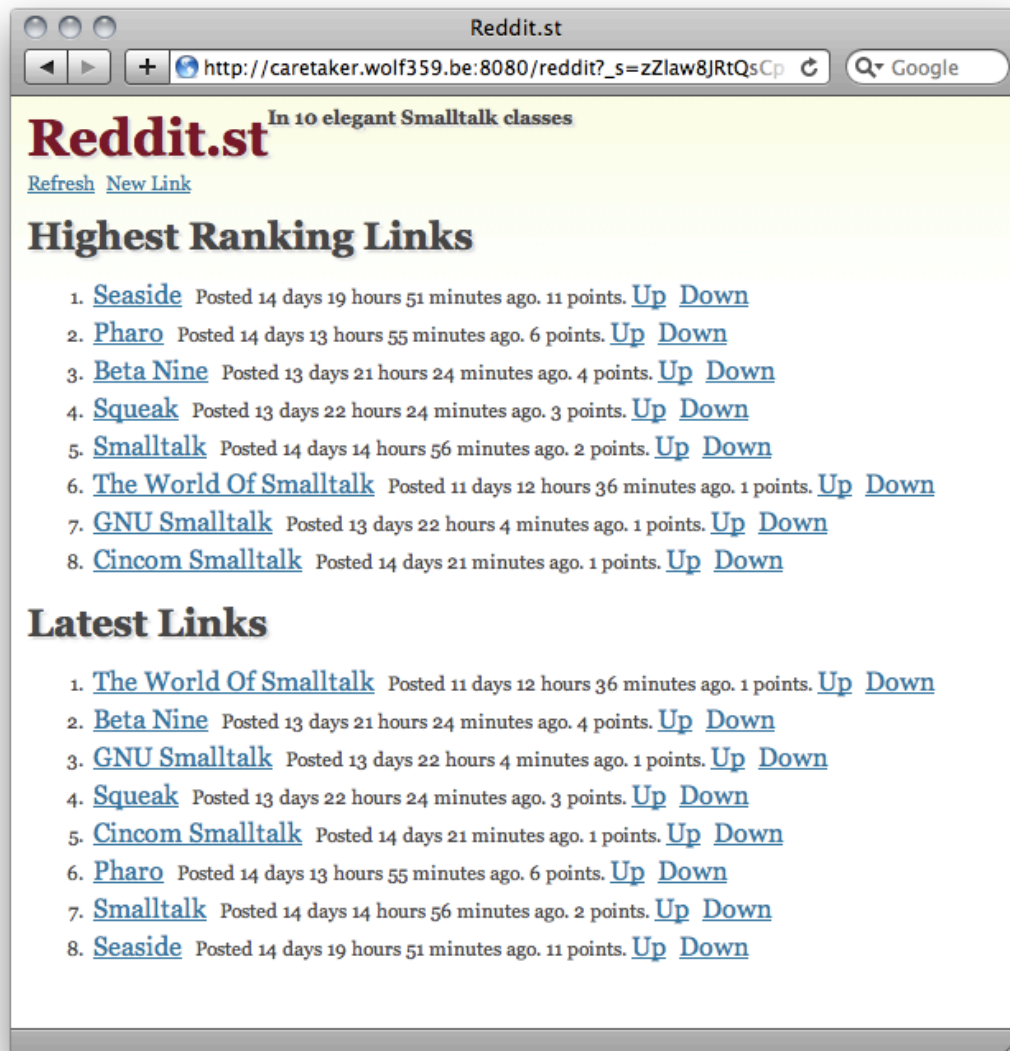 Reddit.st
http://caretaker.wolf359.be:8080/reddit?_s=zZlaw8JRtQsCp
Google
Reddit.st In 10 elegant Smalltalk classes
Refresh New Link
Highest Ranking Links
1. Seaside Posted 14 days 19 hours 51 minutes ago. 11 points. Up Down
2. Pharo Posted 14 days 13 hours 55 minutes ago. 6 points. Up Down
3. Beta Nine Posted 13 days 21 hours 24 minutes ago. 4 points. Up Down
4. Squeak Posted 13 days 22 hours 24 minutes ago. 3 points. Up Down
5. Smalltalk Posted 14 days 14 hours 56 minutes ago. 2 points. Up Down
6. The World Of Smalltalk Posted 11 days 12 hours 36 minutes ago. 1 points. Up Down
7. GNU Smalltalk Posted 13 days 22 hours 4 minutes ago. 1 points. Up Down
8. Cincom Smalltalk Posted 14 days 21 minutes ago. 1 points. Up Down
Latest Links
1. The World Of Smalltalk Posted 11 days 12 hours 36 minutes ago. 1 points. Up Down
2. Beta Nine Posted 13 days 21 hours 24 minutes ago. 4 points. Up Down
3. GNU Smalltalk Posted 13 days 22 hours 4 minutes ago. 1 points. Up Down
4. Squeak Posted 13 days 22 hours 24 minutes ago. 3 points. Up Down
5. Cincom Smalltalk Posted 14 days 21 minutes ago. 1 points. Up Down
6. Pharo Posted 14 days 13 hours 55 minutes ago. 6 points. Up Down
7. Smalltalk Posted 14 days 14 hours 56 minutes ago. 2 points. Up Down
8. Seaside Posted 14 days 19 hours 51 minutes ago. 11 points. Up Down